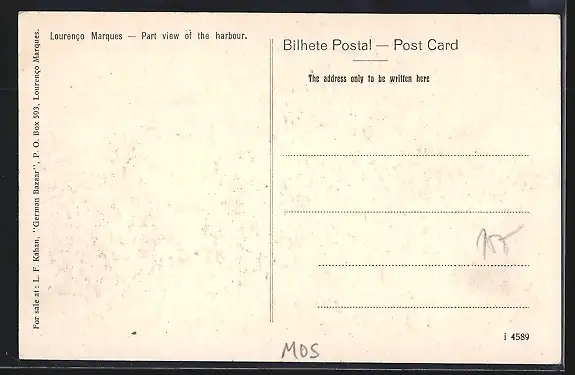 Lourenço Marques — Part view of the harbour.
For sale at: L. F. Kahan, "German Bazaar", P. O. Box 593, Lourenço Marques.
Bilhete Postal — Post Card
The address only to be written here
i 4589
MOS